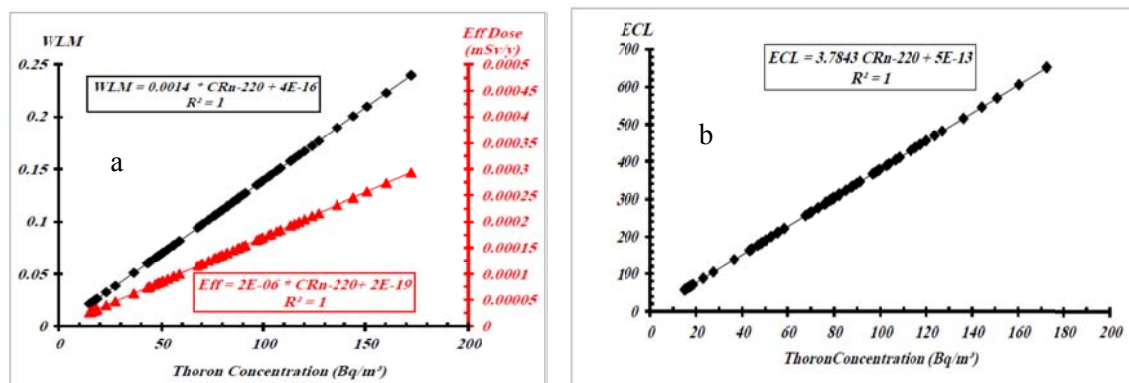 WLM
Eff Dose
(mSv/y)
0.25
0.2
0.15
0.1
0.05
0
WLM = 0.0014 * CRn-220 + 4E-16
R² = 1
a
0.0005
0.00045
0.0004
0.00035
0.0003
0.00025
0.0002
0.00015
0.0001
0.00005
0
Eff = 2E-06 * CRn-220+ 2E-19
R² = 1
0 50 100 150 200
Thoron Concentration (Bq/m³)
ECL
700
600
500
400
300
200
100
0
ECL = 3.7843 CRn-220 + 5E-13
R² = 1
b
0 20 40 60 80 100 120 140 160 180 200
ThoronConcentration (Bq/m³)